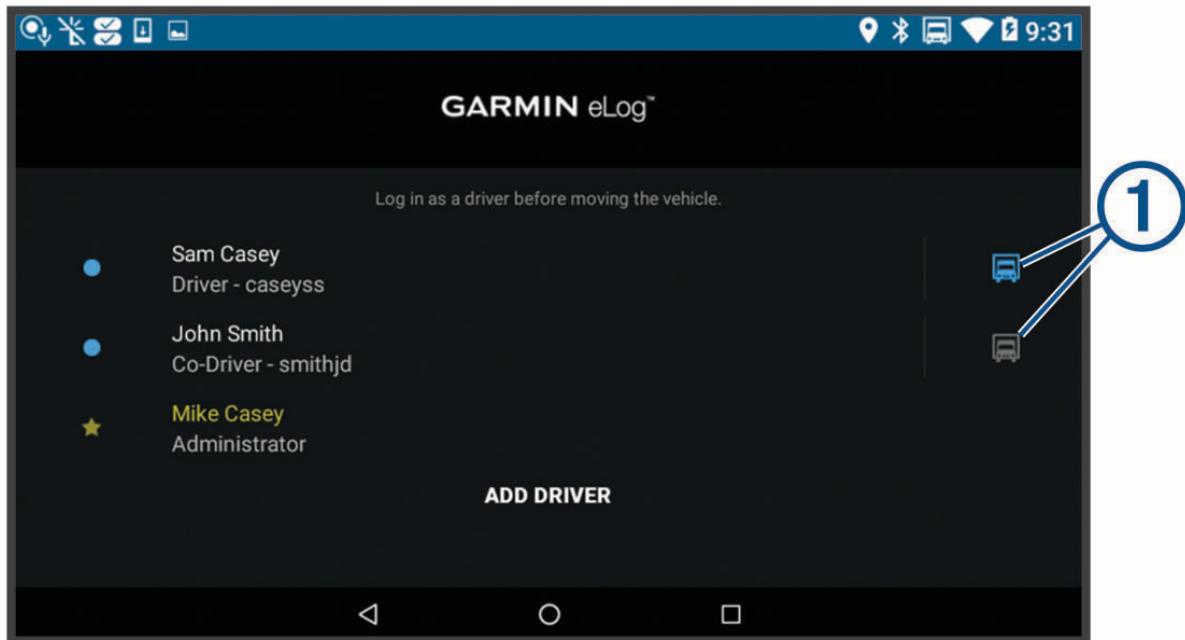 9:31
GARMIN eLog™
Log in as a driver before moving the vehicle.
1
Sam Casey
Driver - caseyss
John Smith
Co-Driver - smithjd
Mike Casey
Administrator
ADD DRIVER